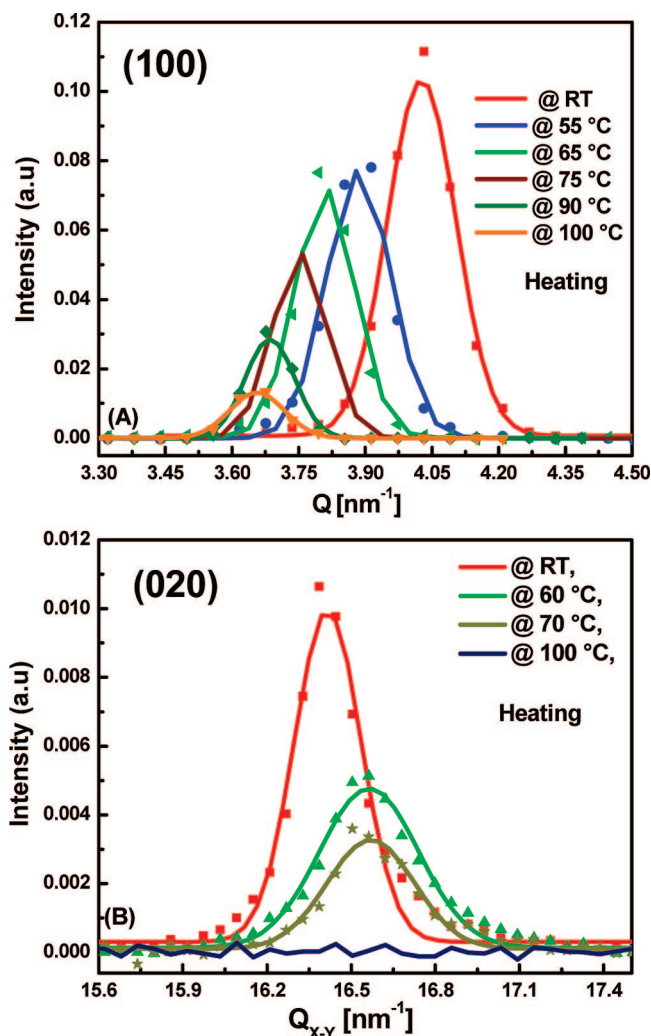 (100)
@ RT
@ 55 °C
@ 65 °C
@ 75 °C
@ 90 °C
@ 100 °C
Heating
Intensity (a.u)
0.12
0.10
0.08
0.06
0.04
0.02
0.00
(A)
3.30 3.45 3.60 3.75 3.90 4.05 4.20 4.35 4.50
Q [nm-1]
(020)
@ RT,
@ 60 °C,
@ 70 °C,
@ 100 °C,
Heating
Intensity (a.u)
0.012
0.010
0.008
0.006
0.004
0.002
0.000
(B)
15.6 15.9 16.2 16.5 16.8 17.1 17.4
QX-Y [nm-1]